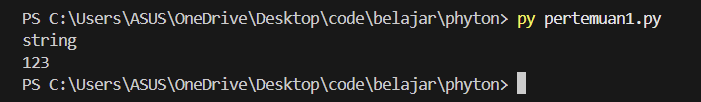 PS C:\Users\ASUS\OneDrive\Desktop\code\belajar\phyton> py pertemuan1.py
string
123
PS C:\Users\ASUS\OneDrive\Desktop\code\belajar\phyton>